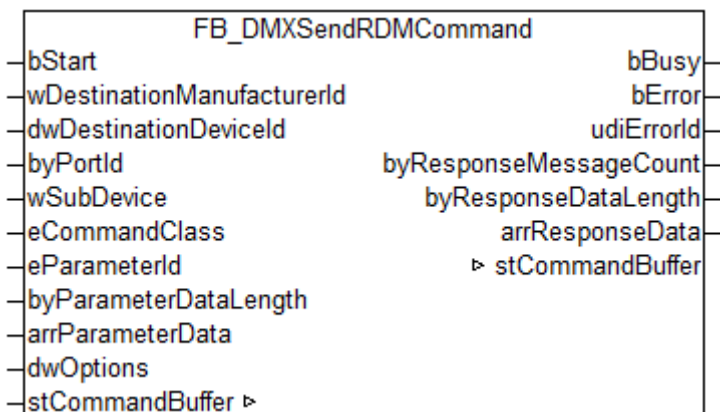 FB_DMXSendRDMCommand
bStart bBusy
wDestinationManufacturerId bError
dwDestinationDeviceId udiErrorId
byPortId byResponseMessageCount
wSubDevice byResponseDataLength
eCommandClass arrResponseData
eParameterId ▹ stCommandBuffer
byParameterDataLength
arrParameterData
dwOptions
stCommandBuffer ▹